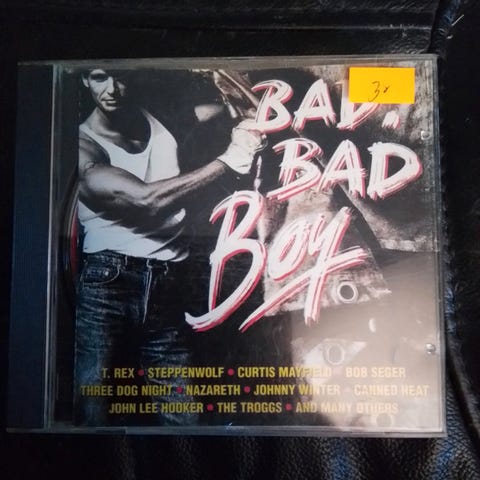 3,-
BAD,
BAD
Boy
T. REX • STEPPENWOLF • CURTIS MAYFIELD • BOB SEGER
THREE DOG NIGHT • NAZARETH • JOHNNY WINTER • CANNED HEAT
JOHN LEE HOOKER • THE TROGGS • AND MANY OTHERS